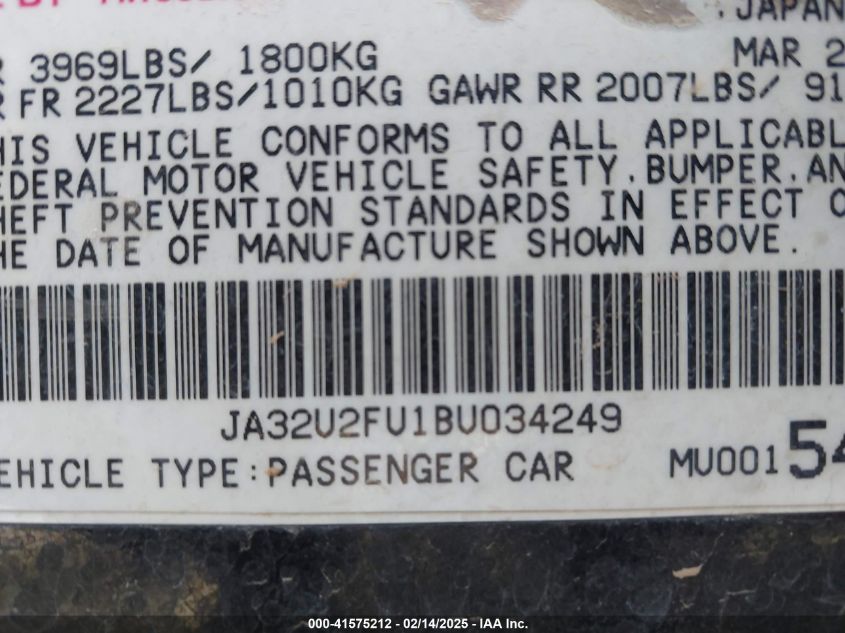 JAPAN
3969LBS/ 1800KG MAR
FR 2227LBS/1010KG GAWR RR 2007LBS/ 91
HIS VEHICLE CONFORMS TO ALL APPLICABL
EDERAL MOTOR VEHICLE SAFETY, BUMPER, AN
HEFT PREVENTION STANDARDS IN EFFECT O
HE DATE OF MANUFACTURE SHOWN ABOVE.
JA32U2FU1BU034249
EHICLE TYPE:PASSENGER CAR MU001 54
000-41575212 - 02/14/2025 - IAA Inc.